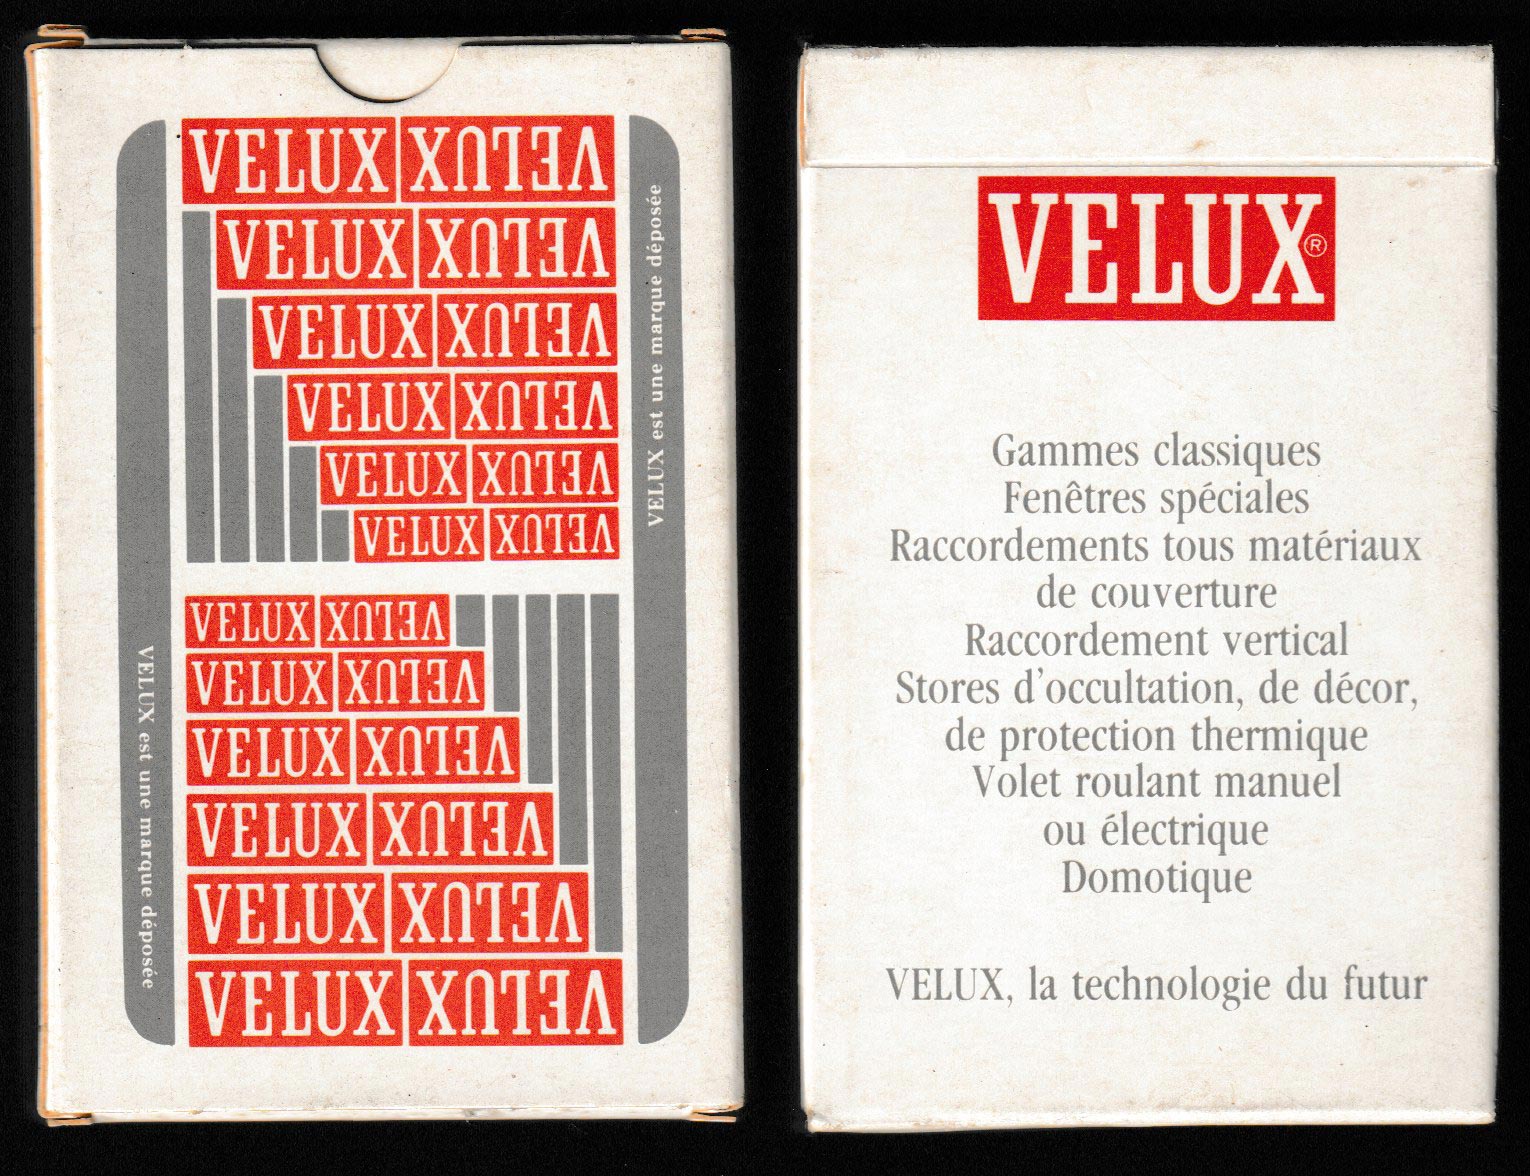 VELUX VELUX
VELUX VELUX
VELUX VELUX
VELUX VELUX
VELUX VELUX
VELUX VELUX
VELUX est une marque déposée
VELUX VELUX
VELUX VELUX
VELUX VELUX
VELUX VELUX
VELUX VELUX
VELUX VELUX
VELUX est une marque déposée
VELUX®
Gammes classiques
Fenêtres spéciales
Raccordements tous matériaux
de couverture
Raccordement vertical
Stores d'occultation, de décor,
de protection thermique
Volet roulant manuel
ou électrique
Domotique
VELUX, la technologie du futur